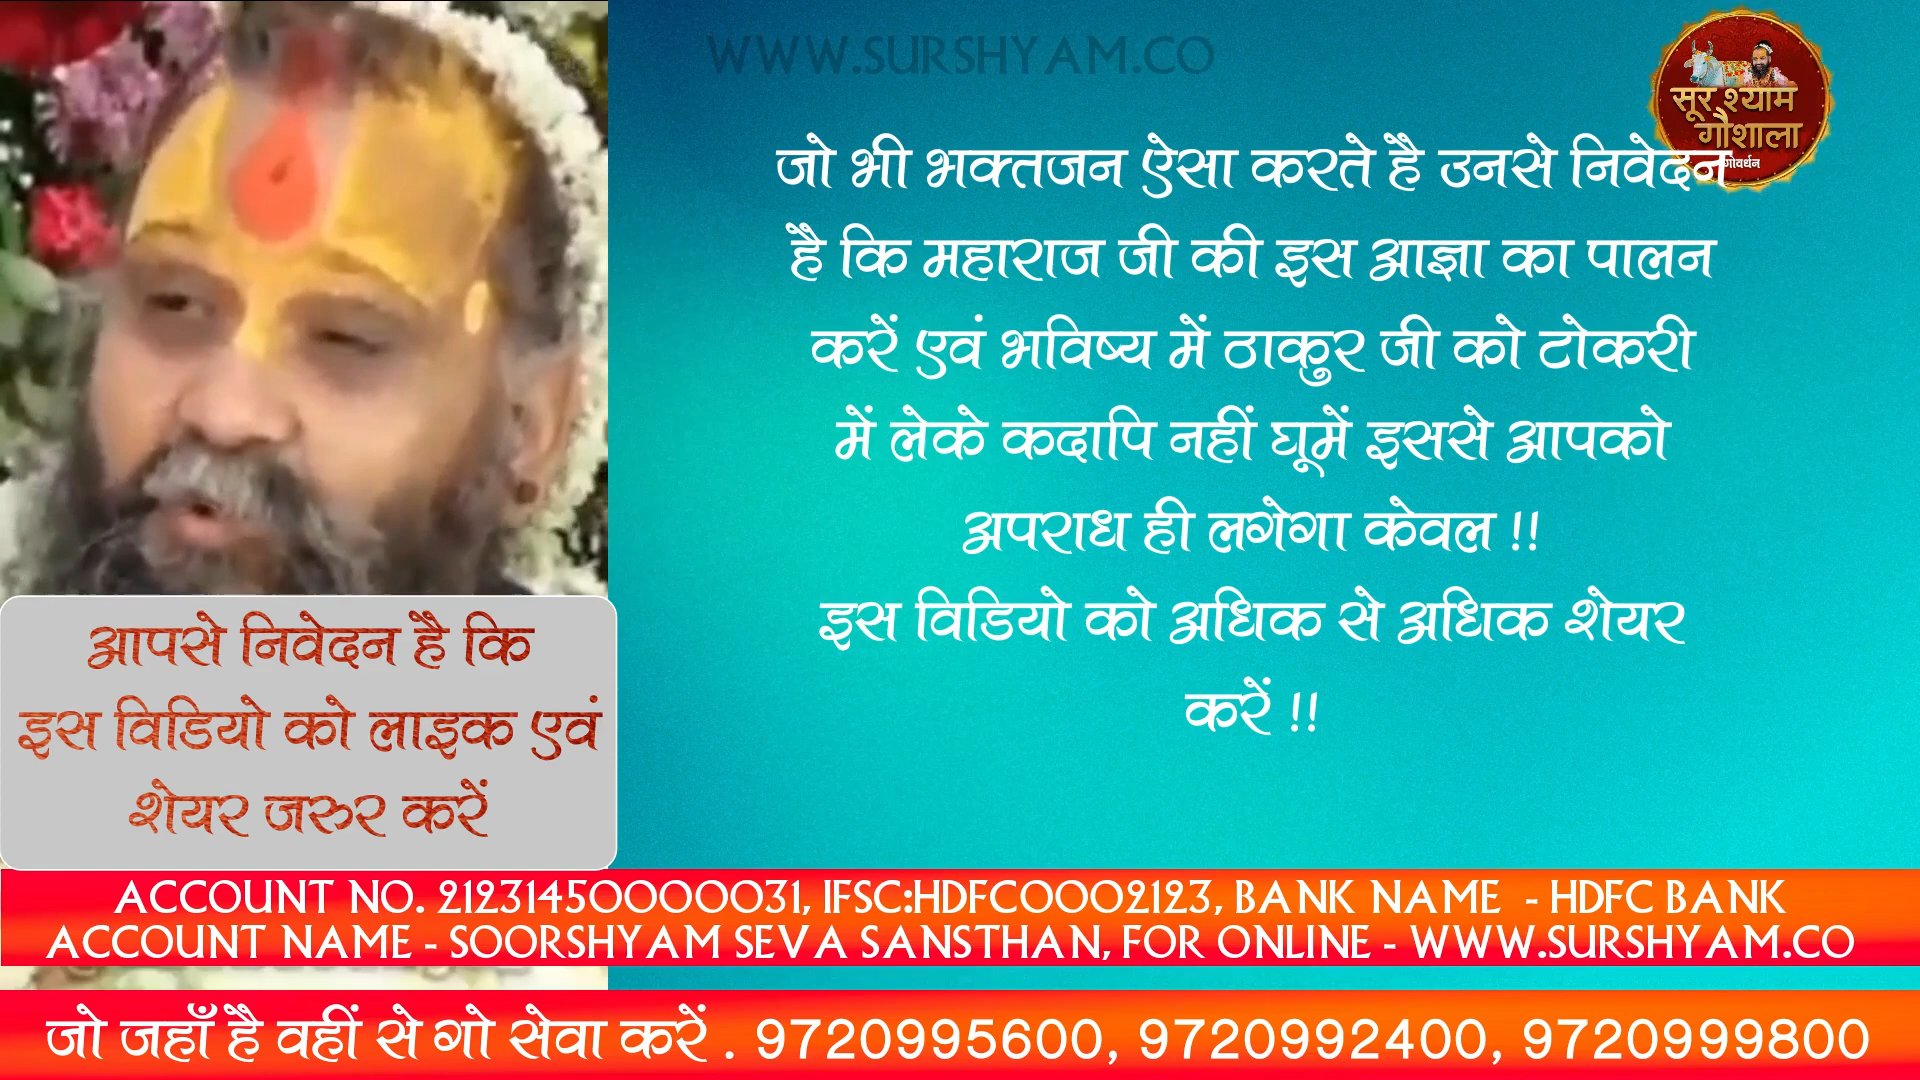 WWW.SURSHYAM.CO
सूर श्याम
गौशाला
गोवर्धन
जो भी भक्तजन ऐसा करते है उनसे निवेदन
है कि महाराज जी की इस आज्ञा का पालन
करें एवं भविष्य में ठाकुर जी को टोकरी
में लेके कदापि नहीं घूमें इससे आपको
अपराध ही लगेगा केवल !!
इस विडियो को अधिक से अधिक शेयर
करें !!
आपसे निवेदन है कि
इस विडियो को लाइक एवं
शेयर जरुर करें
ACCOUNT NO. 21231450000031, IFSC:HDFC0002123, BANK NAME - HDFC BANK
ACCOUNT NAME - SOORSHYAM SEVA SANSTHAN, FOR ONLINE - WWW.SURSHYAM.CO
जो जहाँ है वहीं से गो सेवा करें . 9720995600, 9720992400, 9720999800